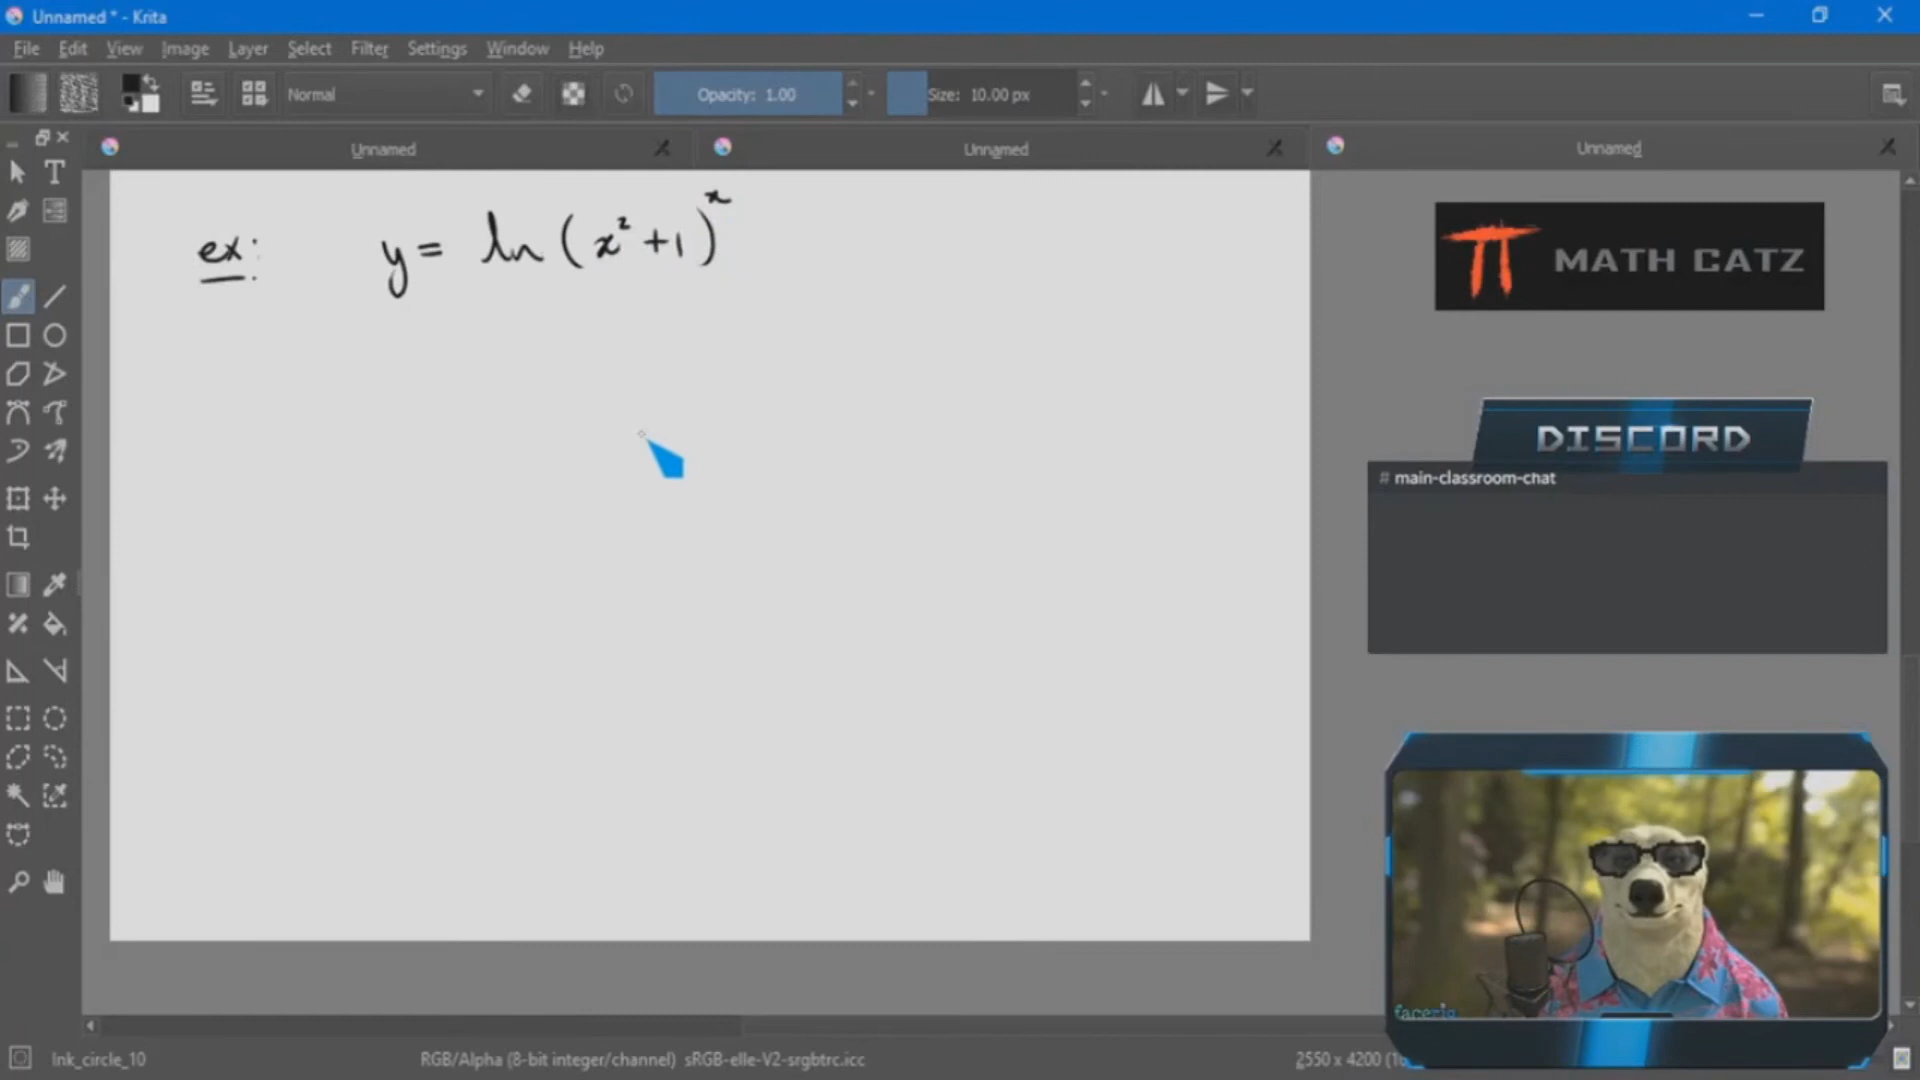 Unnamed * - Krita
File Edit View Image Layer Select Filter Settings Window Help
Normal Opacity: 1.00 Size: 10.00 px
Unnamed Unnamed Unnamed
ex: y = ln (x²+1)ˣ
MATH CATZ
DISCORD
# main-classroom-chat
facerig
Ink_circle_10 RGB/Alpha (8-bit integer/channel) sRGB-elle-V2-srgbtrc.icc 2550 x 4200